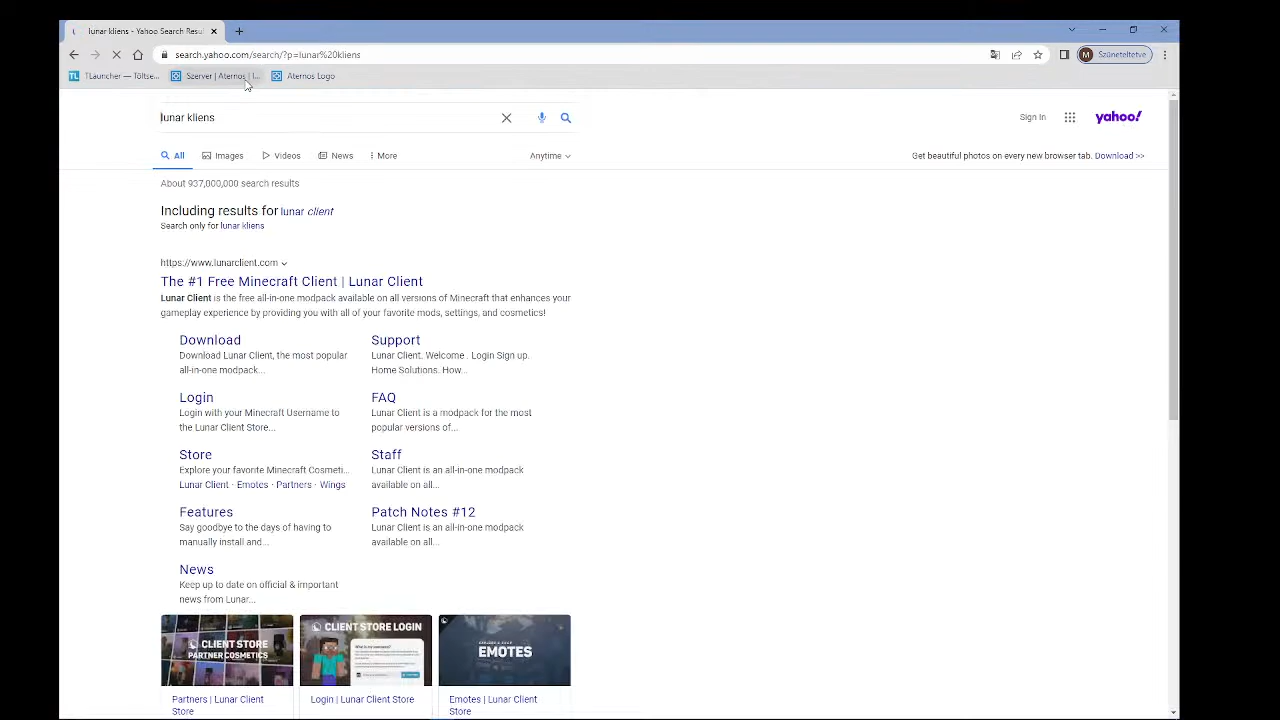 lunar kliens - Yahoo Search Resul
search.yahoo.com/search/?p=lunar%20kliens
M Szüneteltetve
TL TLauncher — Töltse... Szerver | Aternos | I... Aternos Logo
lunar kliens
Sign In yahoo!
All Images Videos News More Anytime
Get beautiful photos on every new browser tab. Download >>
About 937,000,000 search results
Including results for lunar client
Search only for lunar kliens
https://www.lunarclient.com
The #1 Free Minecraft Client | Lunar Client
Lunar Client is the free all-in-one modpack available on all versions of Minecraft that enhances your
gameplay experience by providing you with all of your favorite mods, settings, and cosmetics!
Download
Download Lunar Client, the most popular
all-in-one modpack...
Support
Lunar Client. Welcome . Login Sign up.
Home Solutions. How...
Login
Login with your Minecraft Username to
the Lunar Client Store...
FAQ
Lunar Client is a modpack for the most
popular versions of...
Store
Explore your favorite Minecraft Cosmeti...
Lunar Client · Emotes · Partners · Wings
Staff
Lunar Client is an all-in-one modpack
available on all...
Features
Say goodbye to the days of having to
manually install and...
Patch Notes #12
Lunar Client is an all-in-one modpack
available on all...
News
Keep up to date on official & important
news from Lunar...
CLIENT STORE
PARTNER COSMETICS
CLIENT STORE LOGIN
EMOTES
Partners | Lunar Client
Store
Login | Lunar Client Store
Emotes | Lunar Client
Store